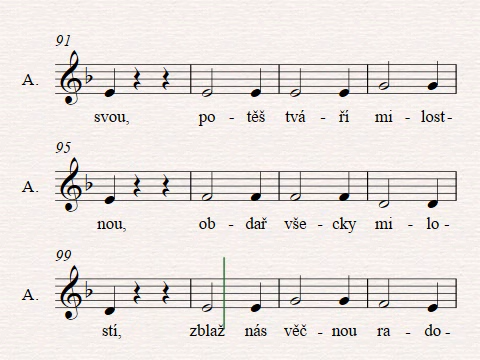 91
A.
svou, po - těš tvá - ří mi - lost -
95
A.
nou, ob - dař vše - cky mi - lo -
99
A.
stí, zblaž nás věč - nou ra - do -